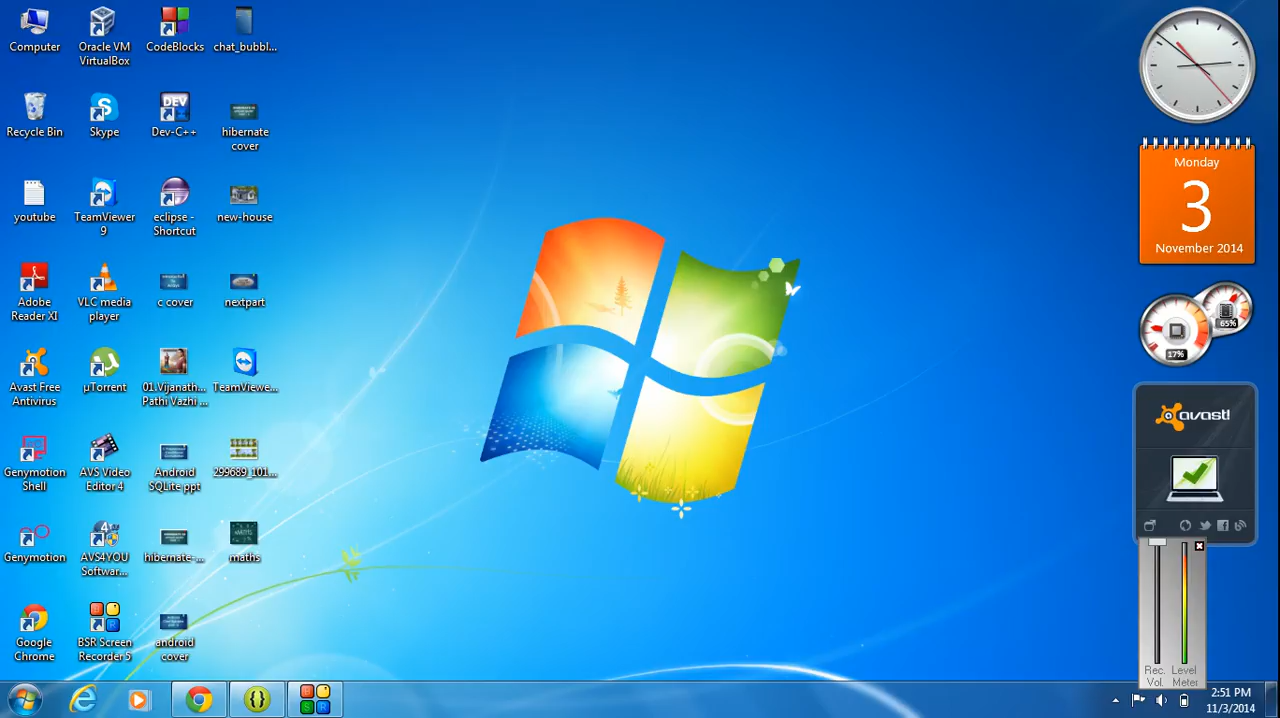 Computer
Oracle VM
VirtualBox
CodeBlocks
chat_bubbl...
Recycle Bin
Skype
DEV
Dev-C++
hibernate
cover
youtube
TeamViewer
9
eclipse -
Shortcut
new-house
Adobe
Reader XI
VLC media
player
c cover
nextpart
Avast Free
Antivirus
µTorrent
01.Vijanath...
Pathi Vazhi ...
TeamViewe...
Genymotion
Shell
AVS Video
Editor 4
Android
SQLite ppt
299689_101...
Genymotion
AVS4YOU
Softwar...
hibernate-...
maths
Google
Chrome
BSR Screen
Recorder 5
android
cover
Monday
3
November 2014
65%
17%
avast!
Rec.
Vol.
Level
Meter
2:51 PM
11/3/2014